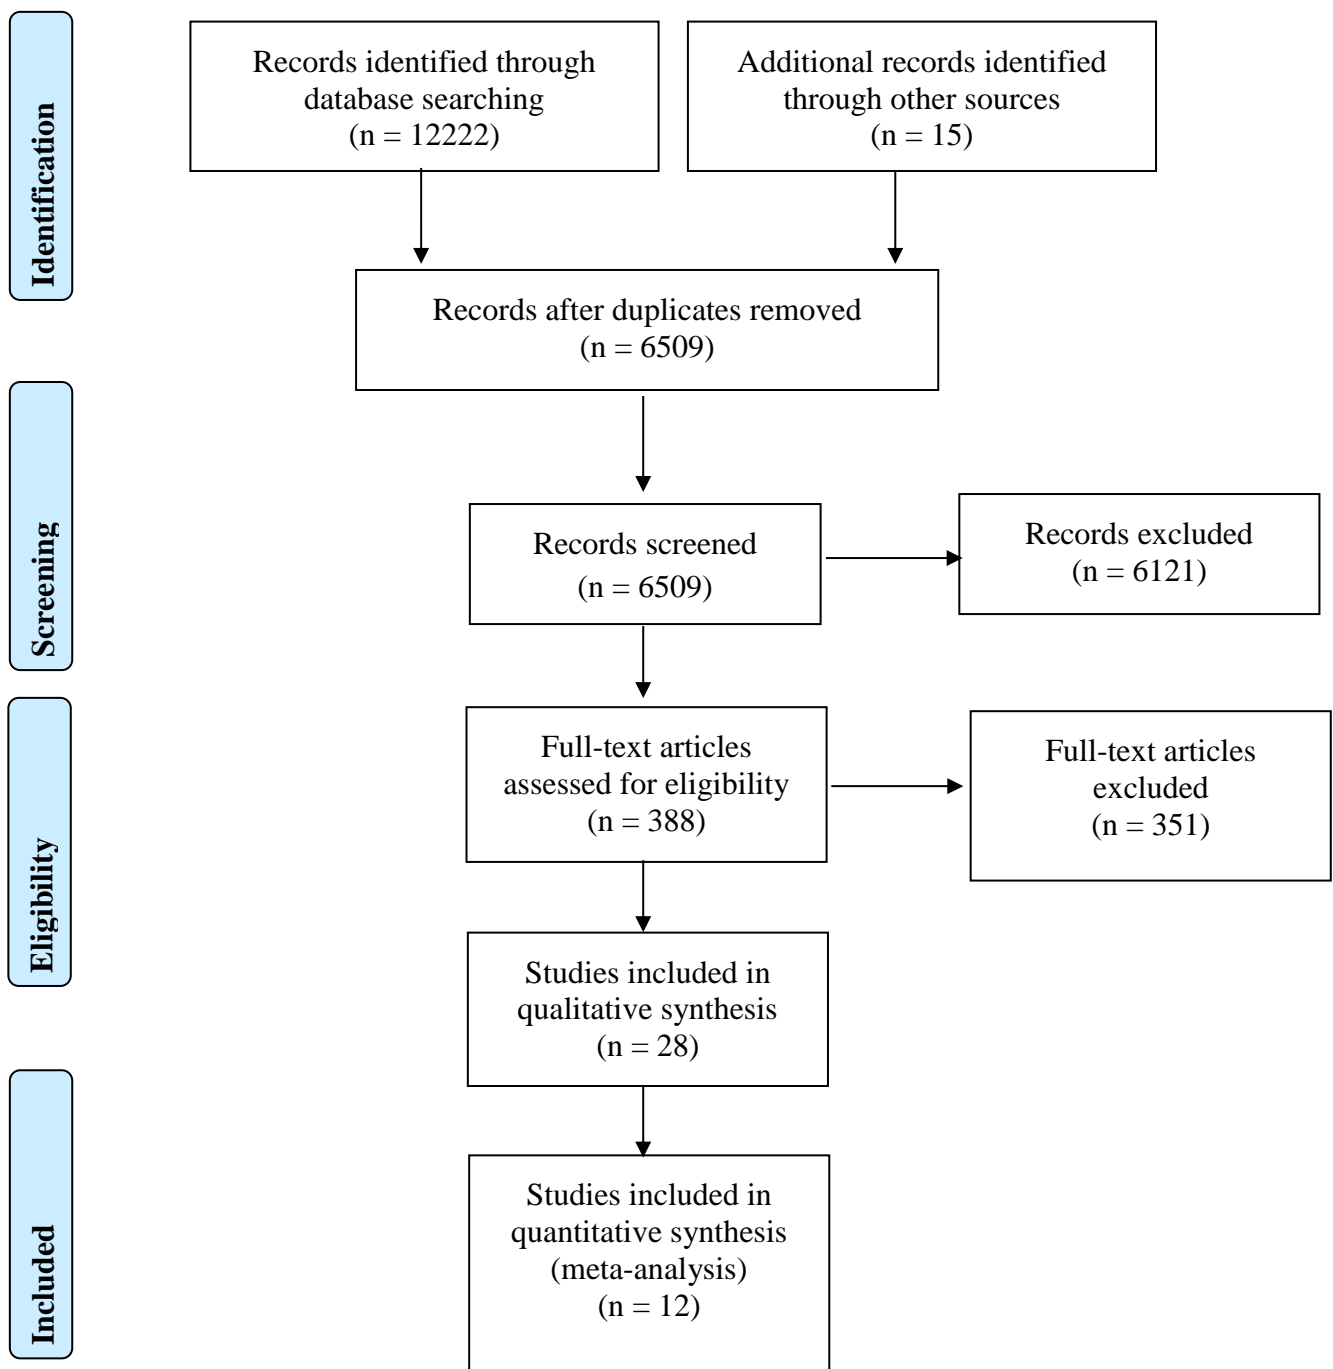 Identification
Records identified through
database searching
(n = 12222)
Additional records identified
through other sources
(n = 15)
Records after duplicates removed
(n = 6509)
Screening
Records screened
(n = 6509)
Records excluded
(n = 6121)
Eligibility
Full-text articles
assessed for eligibility
(n = 388)
Full-text articles
excluded
(n = 351)
Studies included in
qualitative synthesis
(n = 28)
Included
Studies included in
quantitative synthesis
(meta-analysis)
(n = 12)